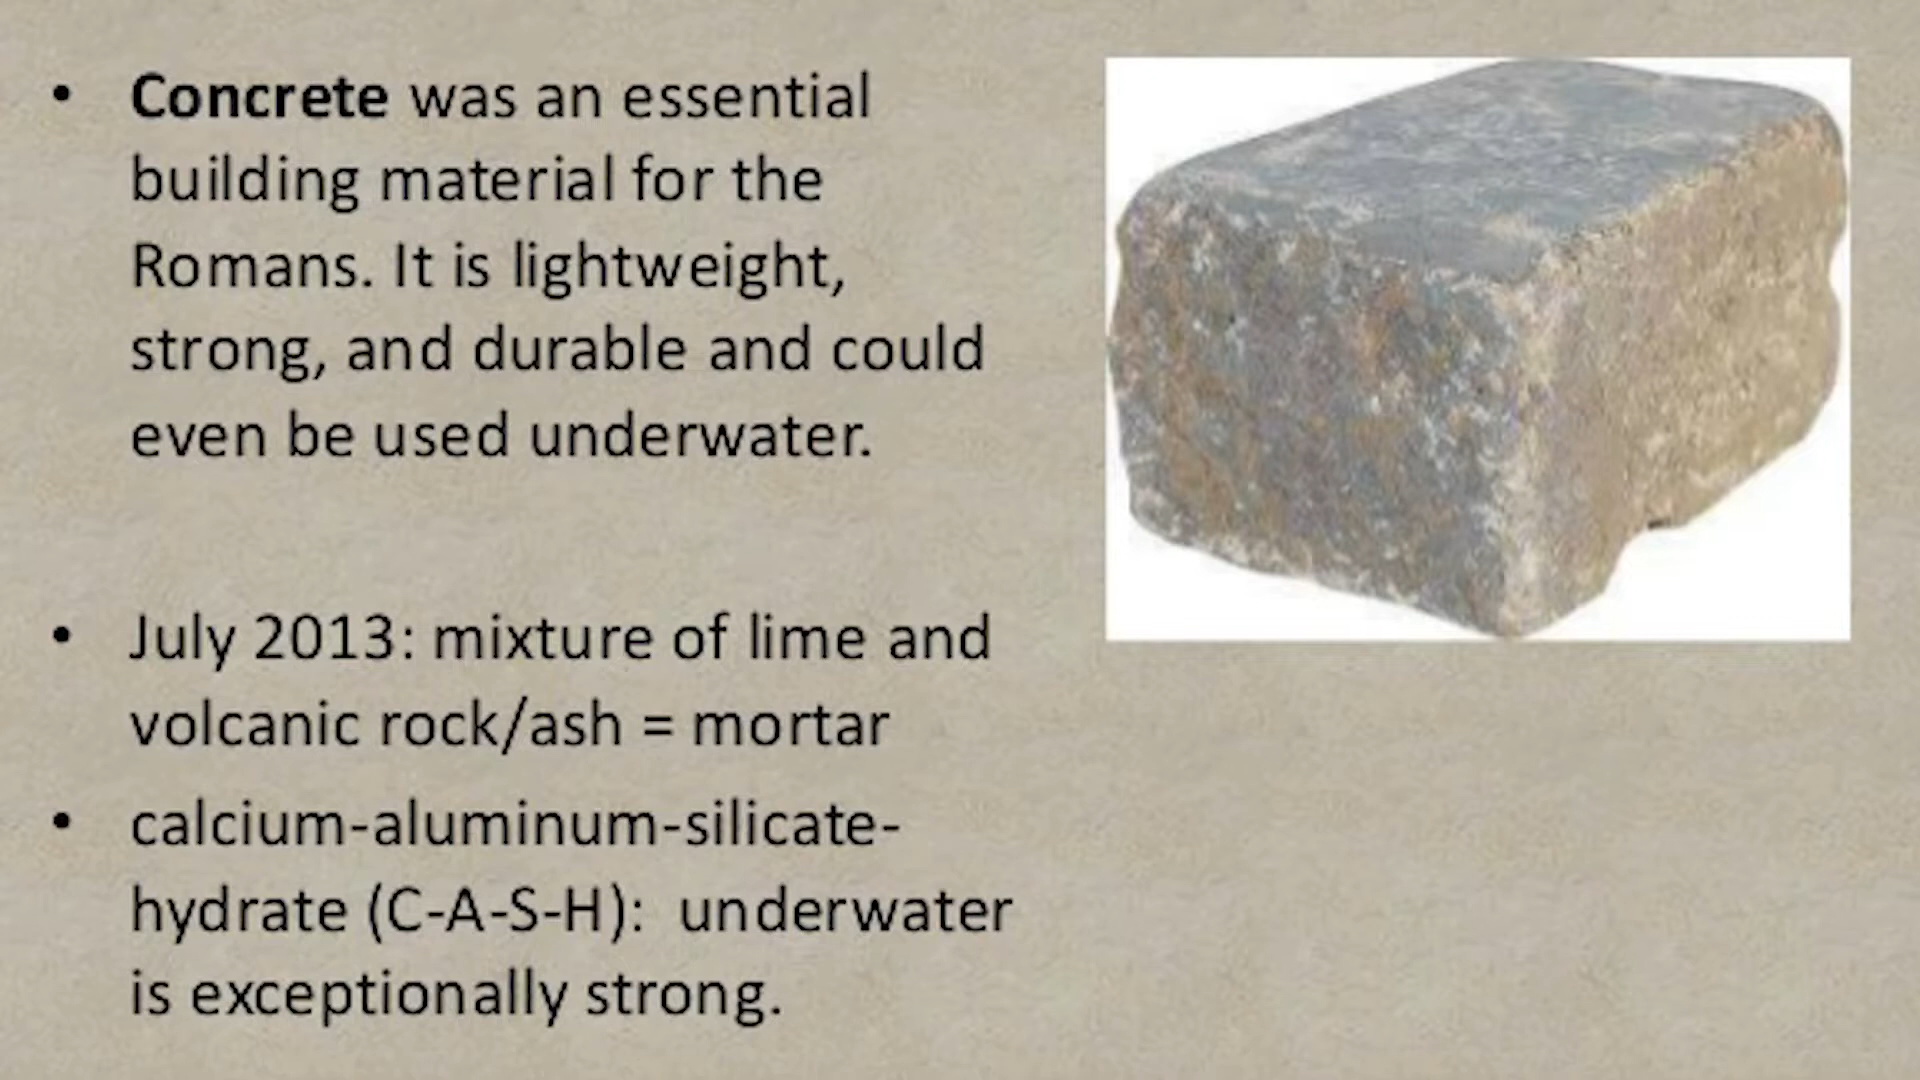 • Concrete was an essential
building material for the
Romans. It is lightweight,
strong, and durable and could
even be used underwater.
• July 2013: mixture of lime and
volcanic rock/ash = mortar
• calcium-aluminum-silicate-
hydrate (C-A-S-H): underwater
is exceptionally strong.